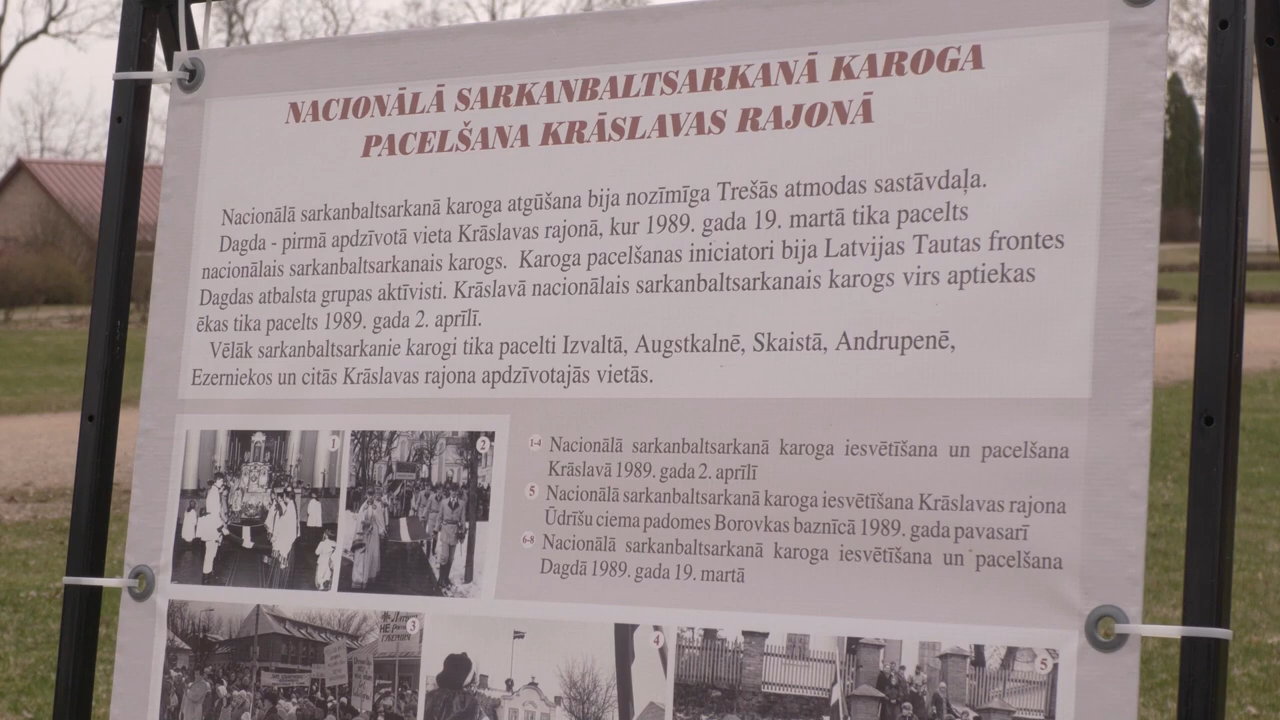 NACIONĀLĀ SARKANBALTSARKANĀ KAROGA
PACELŠANA KRĀSLAVAS RAJONĀ
Nacionālā sarkanbaltsarkanā karoga atgūšana bija nozīmīga Trešās atmodas sastāvdaļa.
Dagda - pirmā apdzīvotā vieta Krāslavas rajonā, kur 1989. gada 19. martā tika pacelts
nacionālais sarkanbaltsarkanais karogs. Karoga pacelšanas iniciatori bija Latvijas Tautas frontes
Dagdas atbalsta grupas aktīvisti. Krāslavā nacionālais sarkanbaltsarkanais karogs virs aptiekas
ēkas tika pacelts 1989. gada 2. aprīlī.
Vēlāk sarkanbaltsarkanie karogi tika pacelti Izvaltā, Augstkalnē, Skaistā, Andrupenē,
Ezerniekos un citās Krāslavas rajona apdzīvotajās vietās.
1 2
1-4 Nacionālā sarkanbaltsarkanā karoga iesvētīšana un pacelšana
Krāslavā 1989. gada 2. aprīlī
5 Nacionālā sarkanbaltsarkanā karoga iesvētīšana Krāslavas rajona
Ūdrīšu ciema padomes Borovkas baznīcā 1989. gada pavasarī
6-8 Nacionālā sarkanbaltsarkanā karoga iesvētīšana un pacelšana
Dagdā 1989. gada 19. martā
3 4 5